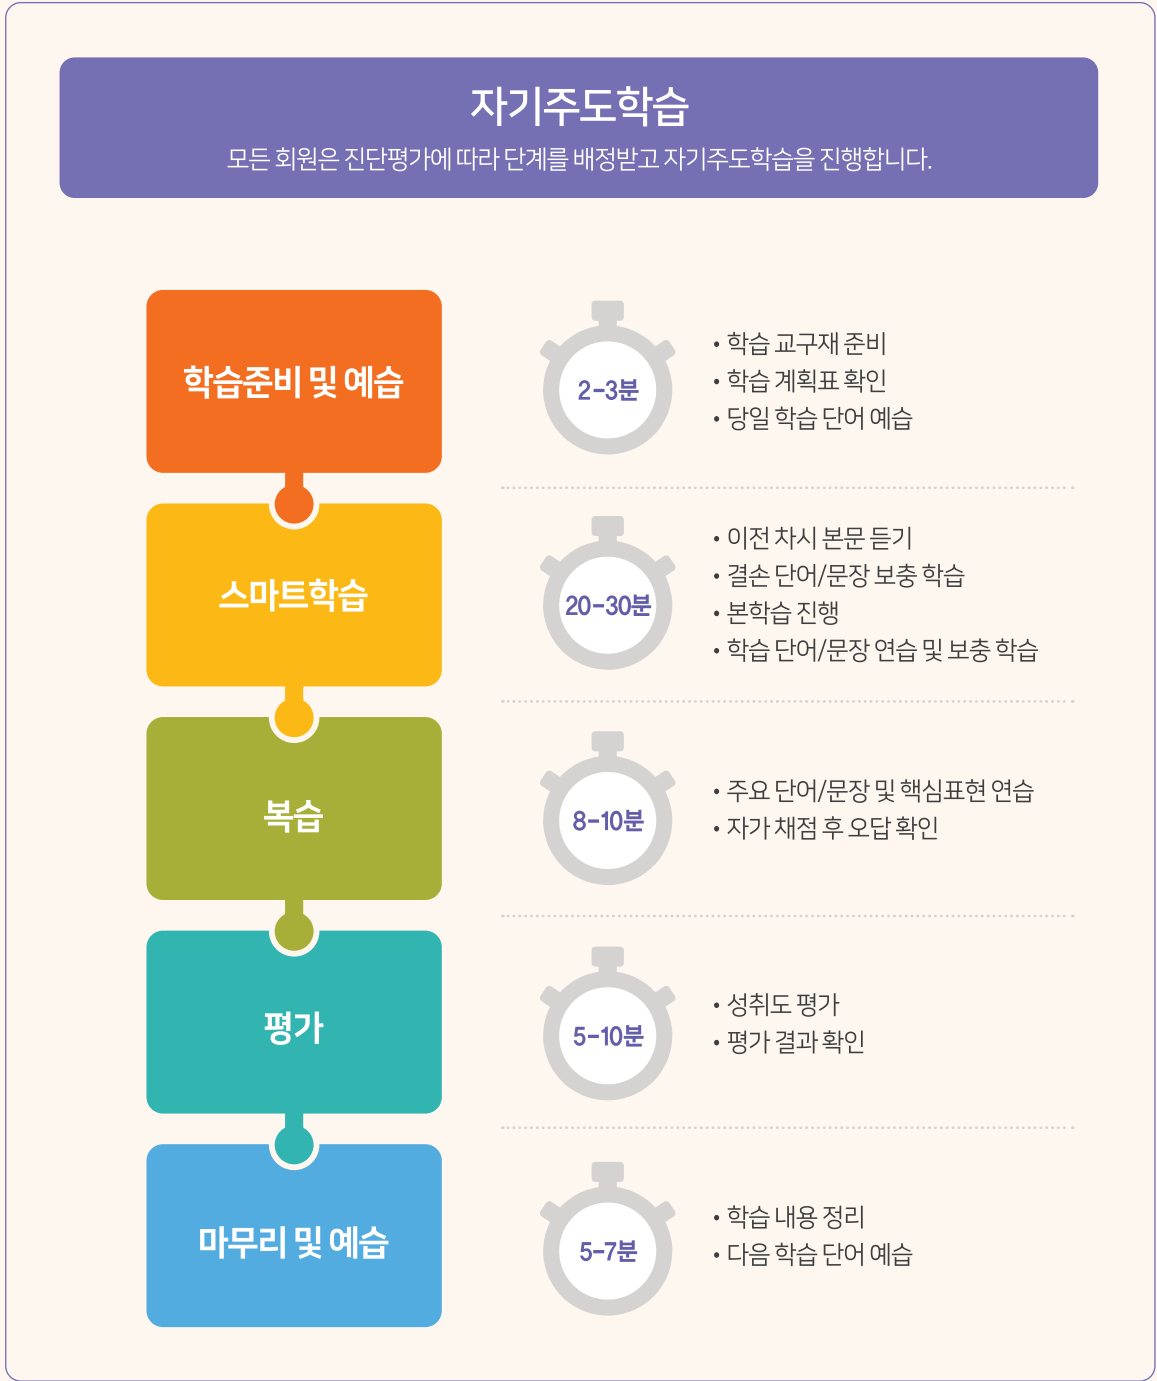 자기주도학습
모든 회원은 진단평가에 따라 단계를 배정받고 자기주도학습을 진행합니다.
학습준비 및 예습
2-3분
• 학습 교구재 준비
• 학습 계획표 확인
• 당일 학습 단어 예습
스마트학습
20-30분
• 이전 차시 본문 듣기
• 결손 단어/문장 보충 학습
• 본학습 진행
• 학습 단어/문장 연습 및 보충 학습
복습
8-10분
• 주요 단어/문장 및 핵심표현 연습
• 자가 채점 후 오답 확인
평가
5-10분
• 성취도 평가
• 평가 결과 확인
마무리 및 예습
5-7분
• 학습 내용 정리
• 다음 학습 단어 예습